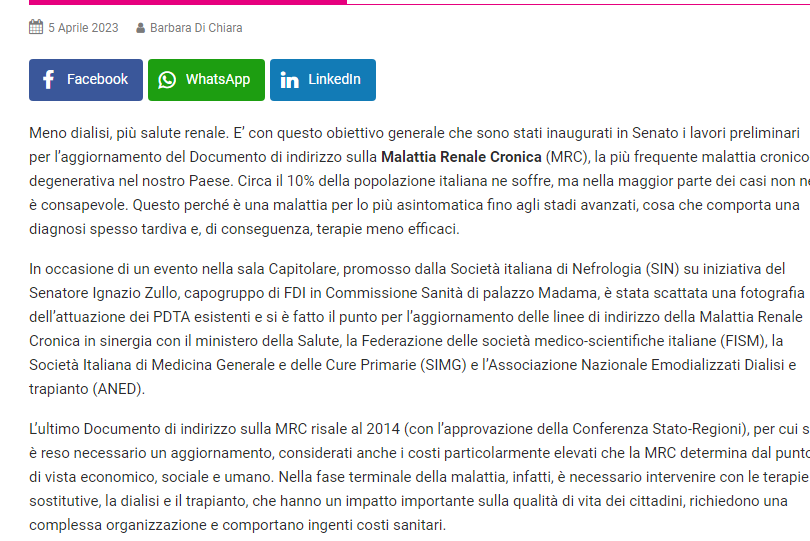 5 Aprile 2023 Barbara Di Chiara
Facebook WhatsApp LinkedIn
Meno dialisi, più salute renale. E’ con questo obiettivo generale che sono stati inaugurati in Senato i lavori preliminari
per l’aggiornamento del Documento di indirizzo sulla Malattia Renale Cronica (MRC), la più frequente malattia cronico
degenerativa nel nostro Paese. Circa il 10% della popolazione italiana ne soffre, ma nella maggior parte dei casi non
è consapevole. Questo perché è una malattia per lo più asintomatica fino agli stadi avanzati, cosa che comporta una
diagnosi spesso tardiva e, di conseguenza, terapie meno efficaci.
In occasione di un evento nella sala Capitolare, promosso dalla Società italiana di Nefrologia (SIN) su iniziativa del
Senatore Ignazio Zullo, capogruppo di FDI in Commissione Sanità di palazzo Madama, è stata scattata una fotografia
dell’attuazione dei PDTA esistenti e si è fatto il punto per l’aggiornamento delle linee di indirizzo della Malattia Renale
Cronica in sinergia con il ministero della Salute, la Federazione delle società medico-scientifiche italiane (FISM), la
Società Italiana di Medicina Generale e delle Cure Primarie (SIMG) e l’Associazione Nazionale Emodializzati Dialisi e
trapianto (ANED).
L’ultimo Documento di indirizzo sulla MRC risale al 2014 (con l’approvazione della Conferenza Stato-Regioni), per cui
è reso necessario un aggiornamento, considerati anche i costi particolarmente elevati che la MRC determina dal punto
di vista economico, sociale e umano. Nella fase terminale della malattia, infatti, è necessario intervenire con le terapie
sostitutive, la dialisi e il trapianto, che hanno un impatto importante sulla qualità di vita dei cittadini, richiedono una
complessa organizzazione e comportano ingenti costi sanitari.